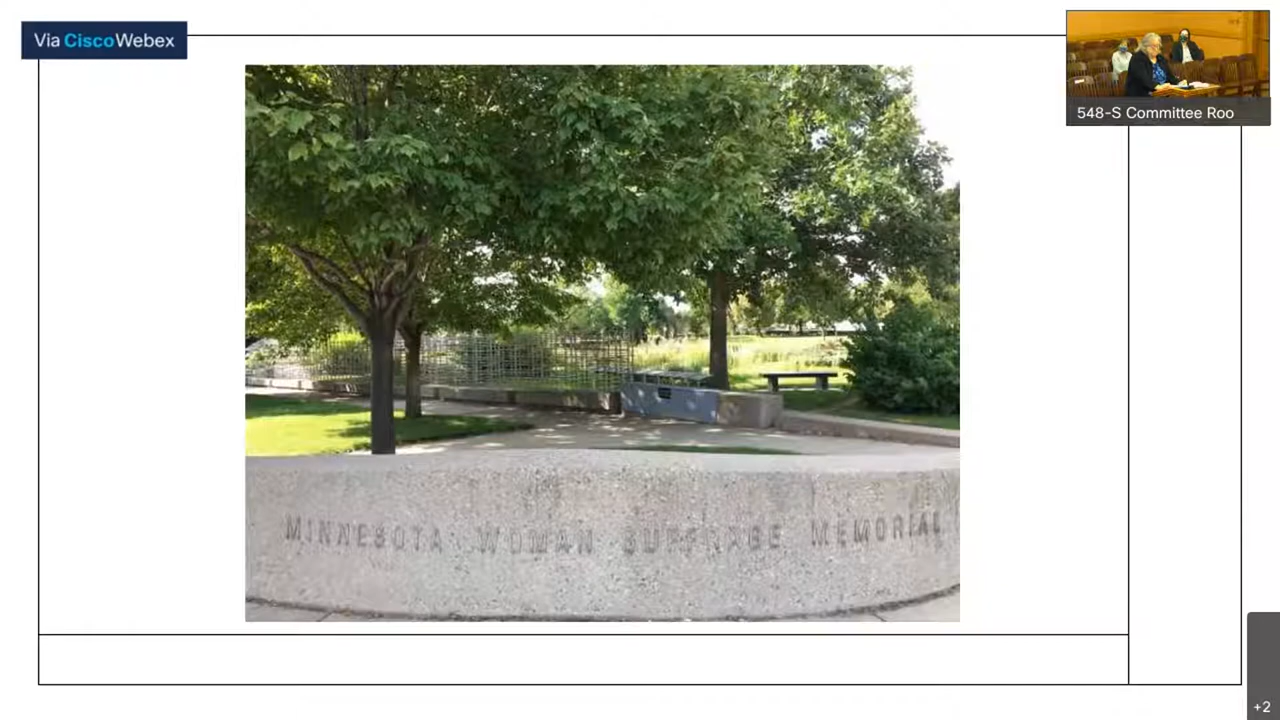 Via CiscoWebex
548-S Committee Roo
MINNESOTA WOMAN SUFFRAGE MEMORIAL
+2